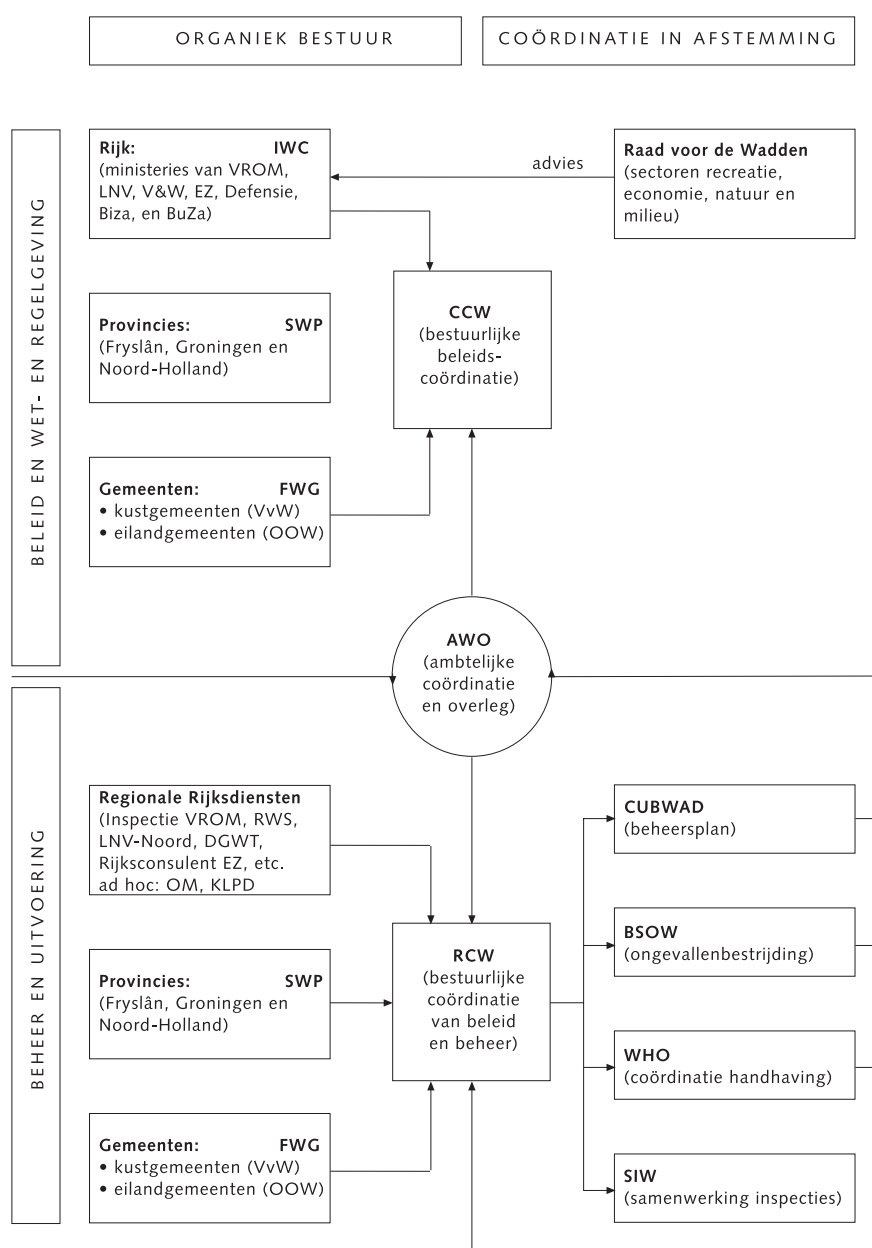 ORGANIEK BESTUUR
COÖRDINATIE IN AFSTEMMING
BELEID EN WET- EN REGELGEVING
Rijk: IWC
(ministeries van VROM,
LNV, V&W, EZ, Defensie,
Biza, en BuZa)
advies
Raad voor de Wadden
(sectoren recreatie,
economie, natuur en
milieu)
CCW
(bestuurlijke
beleids-
coördinatie)
Provincies: SWP
(Fryslân, Groningen en
Noord-Holland)
Gemeenten: FWG
• kustgemeenten (VvW)
• eilandgemeenten (OOW)
AWO
(ambtelijke
coördinatie
en overleg)
BEHEER EN UITVOERING
Regionale Rijksdiensten
(Inspectie VROM, RWS,
LNV-Noord, DGWT,
Rijksconsulent EZ, etc.
ad hoc: OM, KLPD
Provincies: SWP
(Fryslân, Groningen en
Noord-Holland)
Gemeenten: FWG
• kustgemeenten (VvW)
• eilandgemeenten (OOW)
RCW
(bestuurlijke
coördinatie
van beleid
en beheer)
CUBWAD
(beheersplan)
BSOW
(ongevallenbestrijding)
WHO
(coördinatie handhaving)
SIW
(samenwerking inspecties)